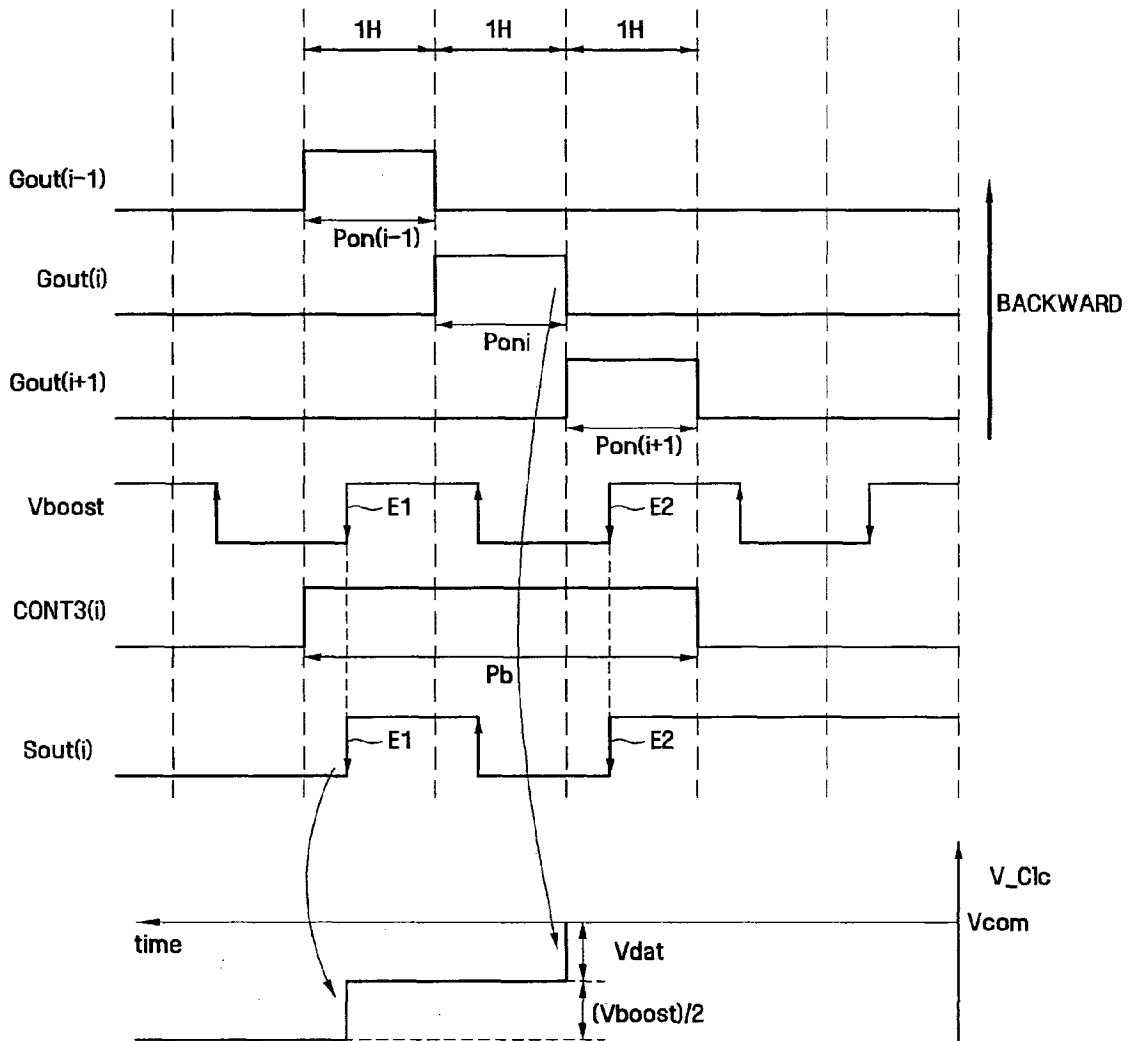 1H 1H 1H
Gout(i-1)
Pon(i-1)
Gout(i)
Poni
BACKWARD
Gout(i+1)
Pon(i+1)
Vboost
E1 E2
CONT3(i)
Pb
Sout(i)
E1 E2
V_Clc
Vcom
time
Vdat
(Vboost)/2